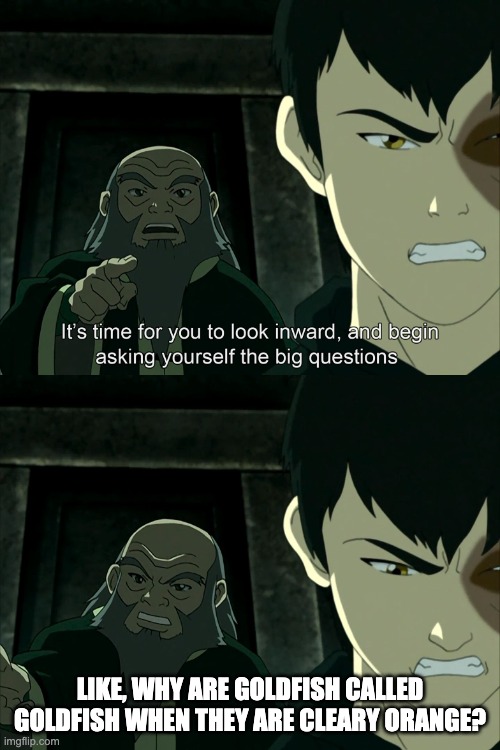 It's time for you to look inward, and begin
asking yourself the big questions
LIKE, WHY ARE GOLDFISH CALLED
GOLDFISH WHEN THEY ARE CLEARY ORANGE?
imgflip.com